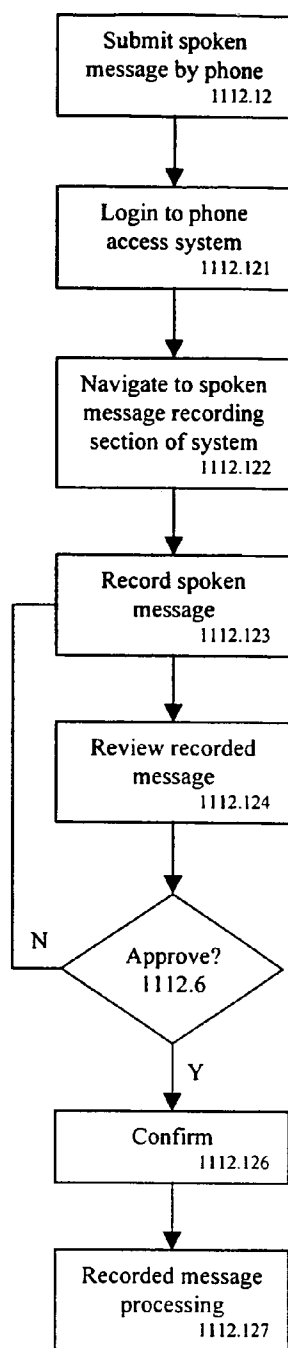 Submit spoken
message by phone
1112.12
Login to phone
access system
1112.121
Navigate to spoken
message recording
section of system
1112.122
Record spoken
message
1112.123
Review recorded
message
1112.124
N
Approve?
1112.6
Y
Confirm
1112.126
Recorded message
processing
1112.127